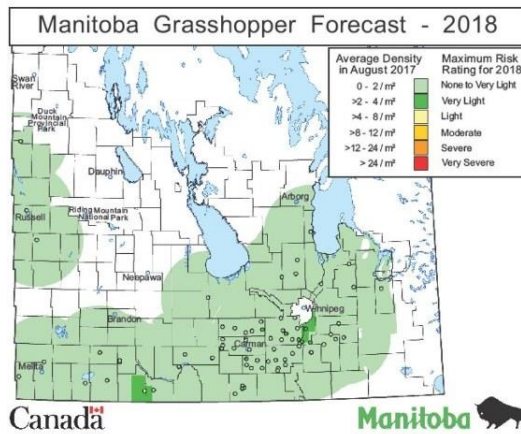 Manitoba Grasshopper Forecast - 2018
Average Density
in August 2017
Maximum Risk
Rating for 2018
0 - 2 / m² None to Very Light
>2 - 4 / m² Very Light
>4 - 8 / m² Light
>8 - 12 / m² Moderate
>12 - 24 / m² Severe
> 24 / m² Very Severe
Swan
River
Duck
Mountain
Provincial
Park
Dauphin
Riding Mountain
National Park
Russell
Arborg
Neepawa
Winnipeg
Brandon
Carman
Melita
Canada
Manitoba